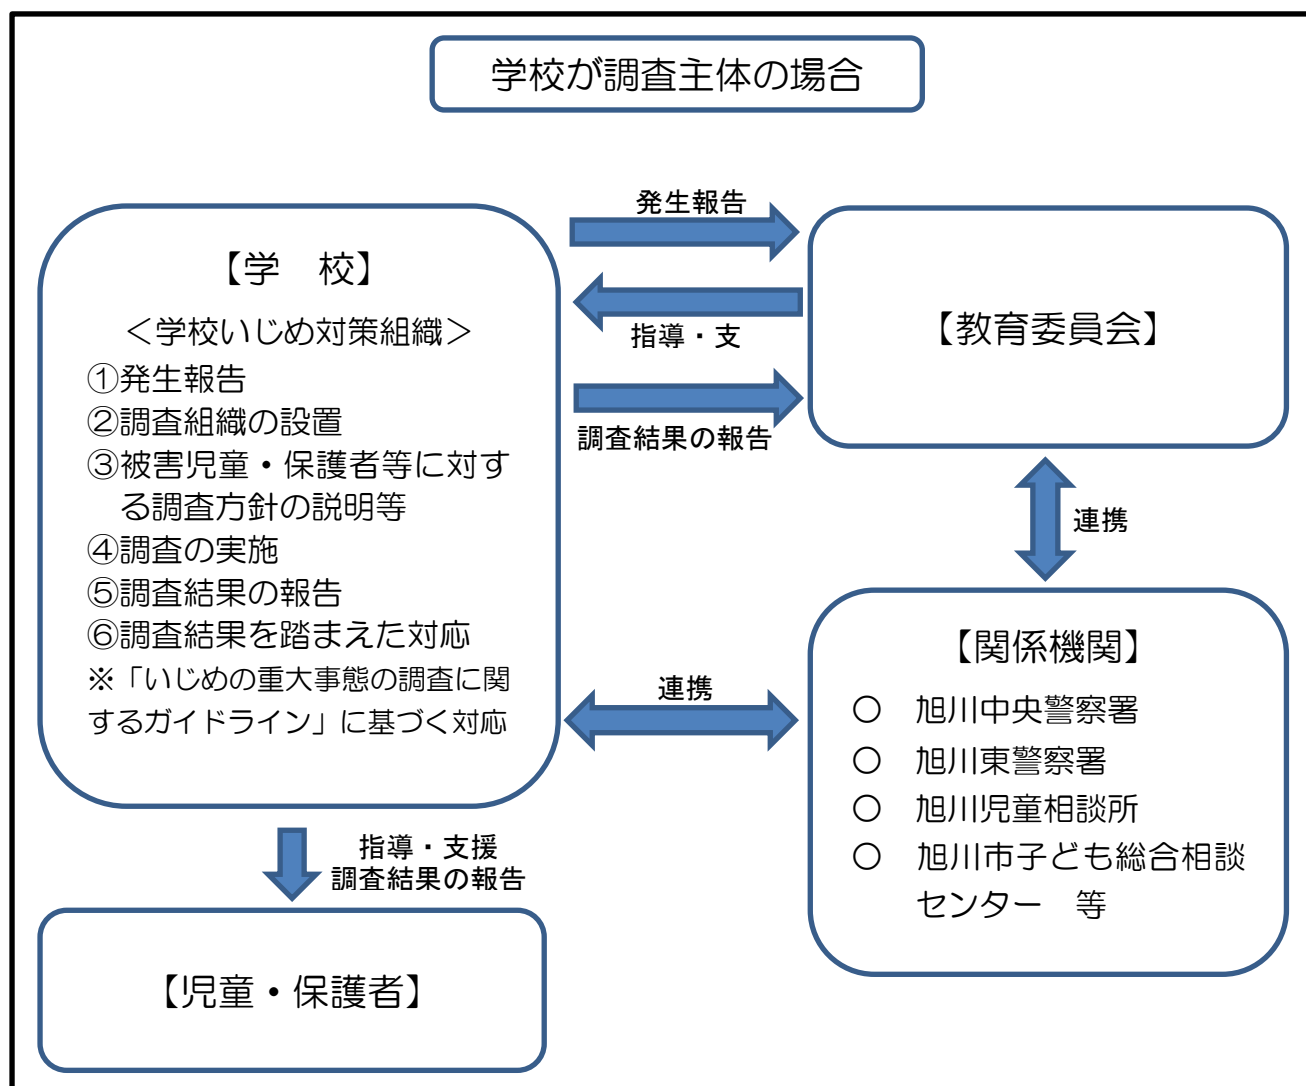 学校が調査主体の場合
【学　校】
＜学校いじめ対策組織＞
①発生報告
②調査組織の設置
③被害児童・保護者等に対す
る調査方針の説明等
④調査の実施
⑤調査結果の報告
⑥調査結果を踏まえた対応
※「いじめの重大事態の調査に関
するガイドライン」に基づく対応
発生報告
指導・支
調査結果の報告
【教育委員会】
連携
連携
【関係機関】
○　旭川中央警察署
○　旭川東警察署
○　旭川児童相談所
○　旭川市子ども総合相談
センター　等
指導・支援
調査結果の報告
【児童・保護者】